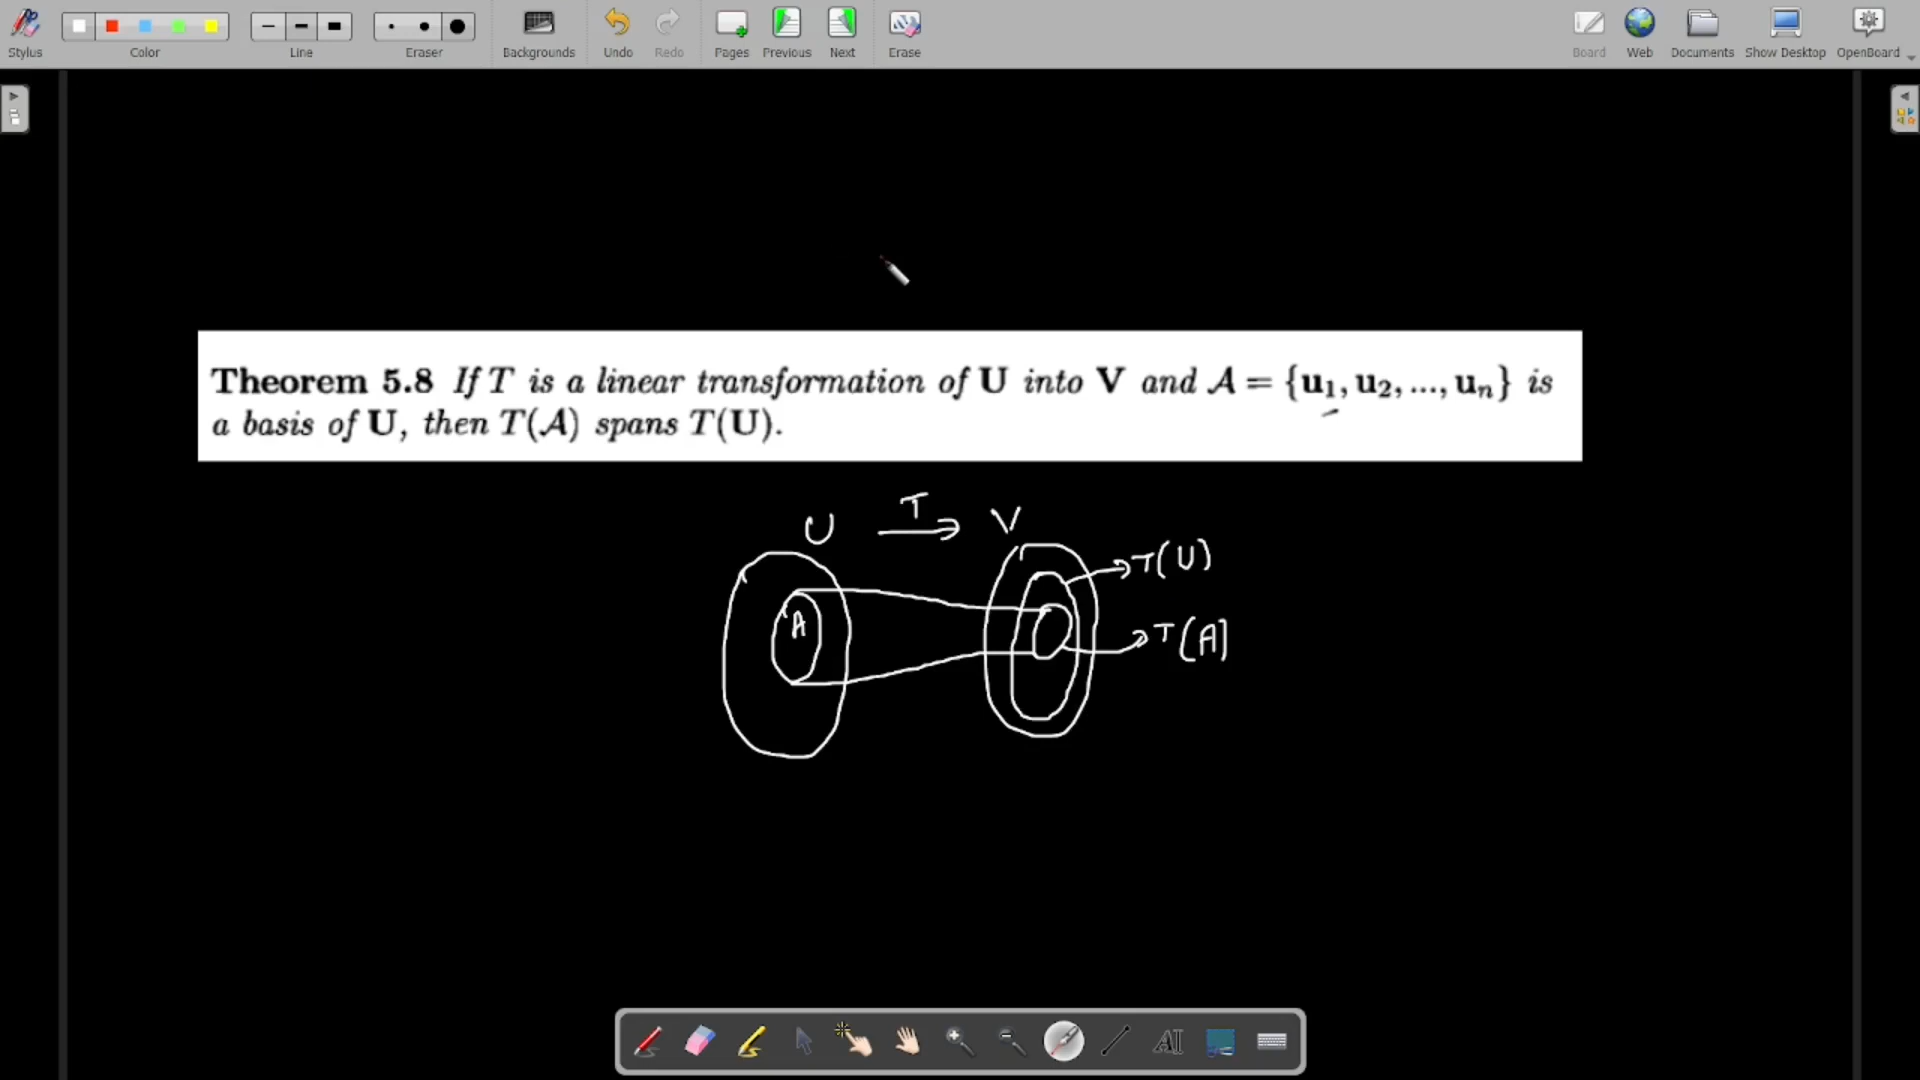 Stylus Color Line Eraser Backgrounds Undo Redo Pages Previous Next Erase Board Web Documents Show Desktop OpenBoard
Theorem 5.8 If T is a linear transformation of U into V and A = {u₁, u₂, ..., uₙ} is
a basis of U, then T(A) spans T(U).
U T → V
T(U)
A T(A)
AI